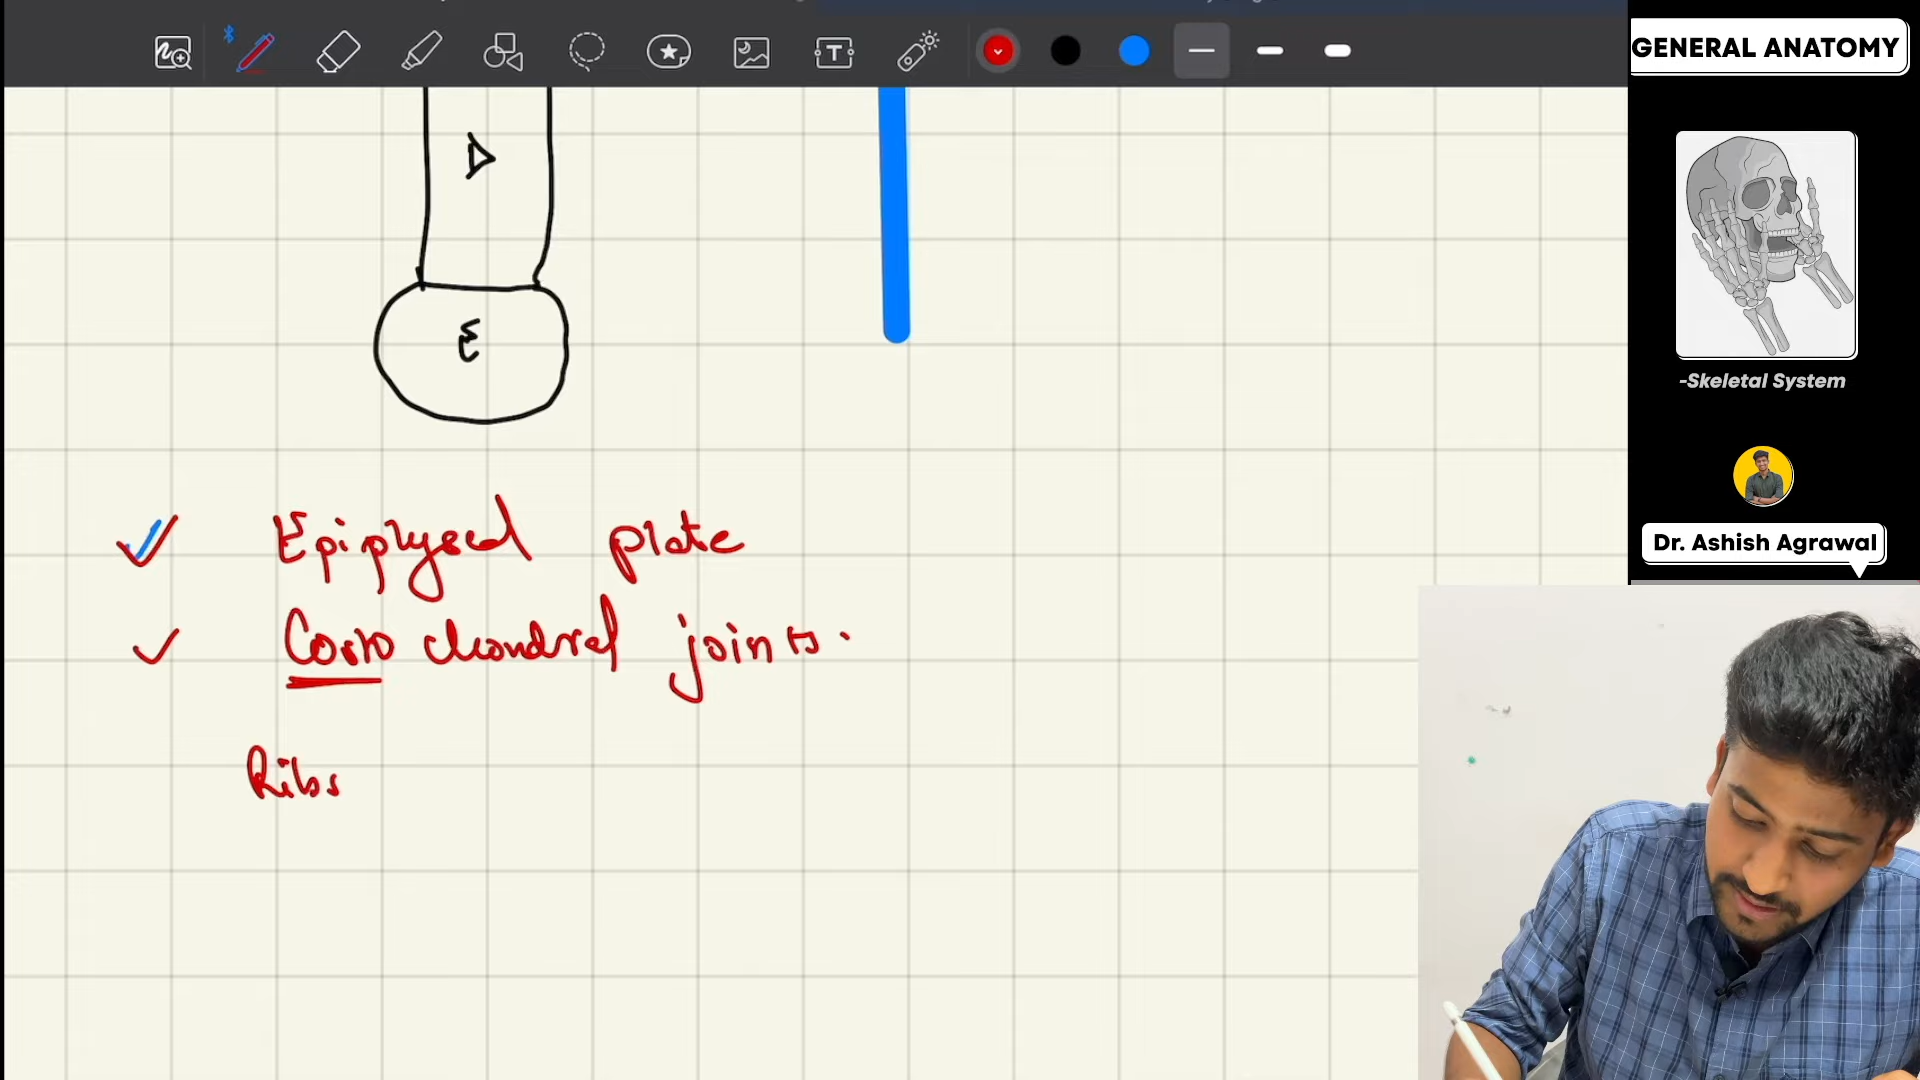 GENERAL ANATOMY
T
D
E
-Skeletal System
Epiphyseal plate
Dr. Ashish Agrawal
Costo chondral joints.
Ribs